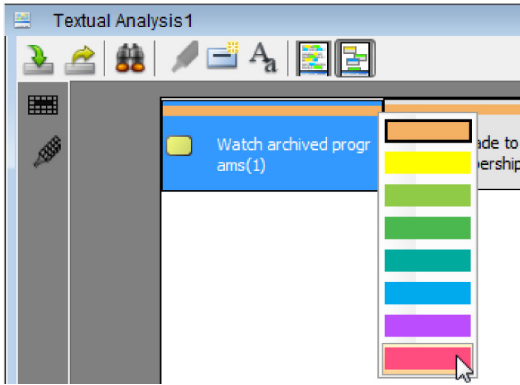 Textual Analysis1
Watch archived progr
ams(1)
ade to
ership